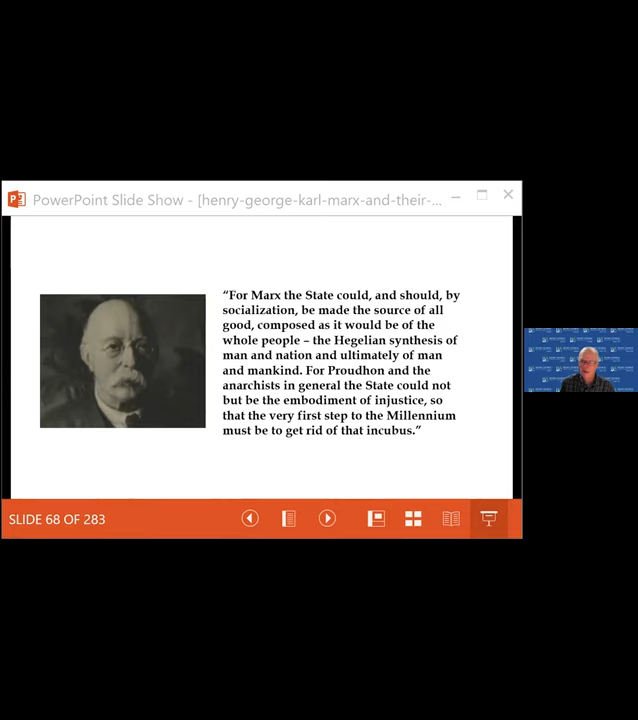 PowerPoint Slide Show - [henry-george-karl-marx-and-their-...
“For Marx the State could, and should, by
socialization, be made the source of all
good, composed as it would be of the
whole people – the Hegelian synthesis of
man and nation and ultimately of man
and mankind. For Proudhon and the
anarchists in general the State could not
but be the embodiment of injustice, so
that the very first step to the Millennium
must be to get rid of that incubus.”
SLIDE 68 OF 283